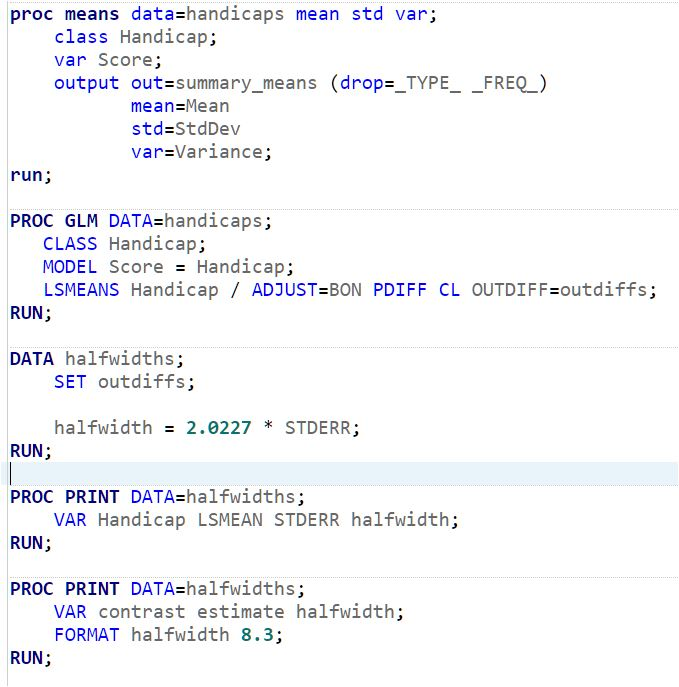 proc means data=handicaps mean std var;
    class Handicap;
    var Score;
    output out=summary_means (drop=_TYPE_ _FREQ_)
           mean=Mean
           std=StdDev
           var=Variance;
run;

PROC GLM DATA=handicaps;
   CLASS Handicap;
   MODEL Score = Handicap;
   LSMEANS Handicap / ADJUST=BON PDIFF CL OUTDIFF=outdiffs;
RUN;

DATA halfwidths;
    SET outdiffs;

    halfwidth = 2.0227 * STDERR;
RUN;

PROC PRINT DATA=halfwidths;
    VAR Handicap LSMEAN STDERR halfwidth;
RUN;

PROC PRINT DATA=halfwidths;
    VAR contrast estimate halfwidth;
    FORMAT halfwidth 8.3;
RUN;